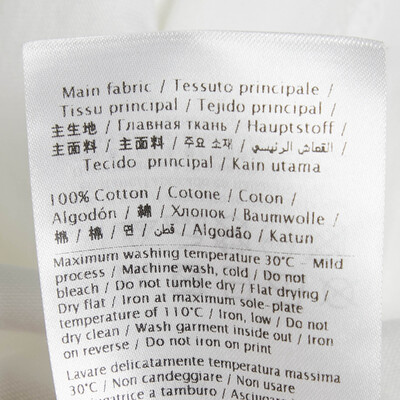 Main fabric / Tessuto principale /
Tissu principal / Tejido principal /
主生地 / Главная ткань / Hauptstoff /
主面料 / 主面料 / 주요 소재 / القماش الرئيسي /
Tecido principal / Kain utama
100% Cotton / Cotone / Coton /
Algodón / 綿 / Хлопок / Baumwolle /
棉 / 棉 / 면 / قطن / Algodão / Katun
Maximum washing temperature 30°C - Mild
process / Machine wash, cold / Do not
bleach / Do not tumble dry / Flat drying /
Dry flat / Iron at maximum sole-plate
temperature of 110°C / Iron, low / Do not
dry clean / Wash garment inside out / Iron
on reverse / Do not iron on print
Lavare delicatamente temperatura massima
30°C / Non candeggiare / Non usare
a tamburo /